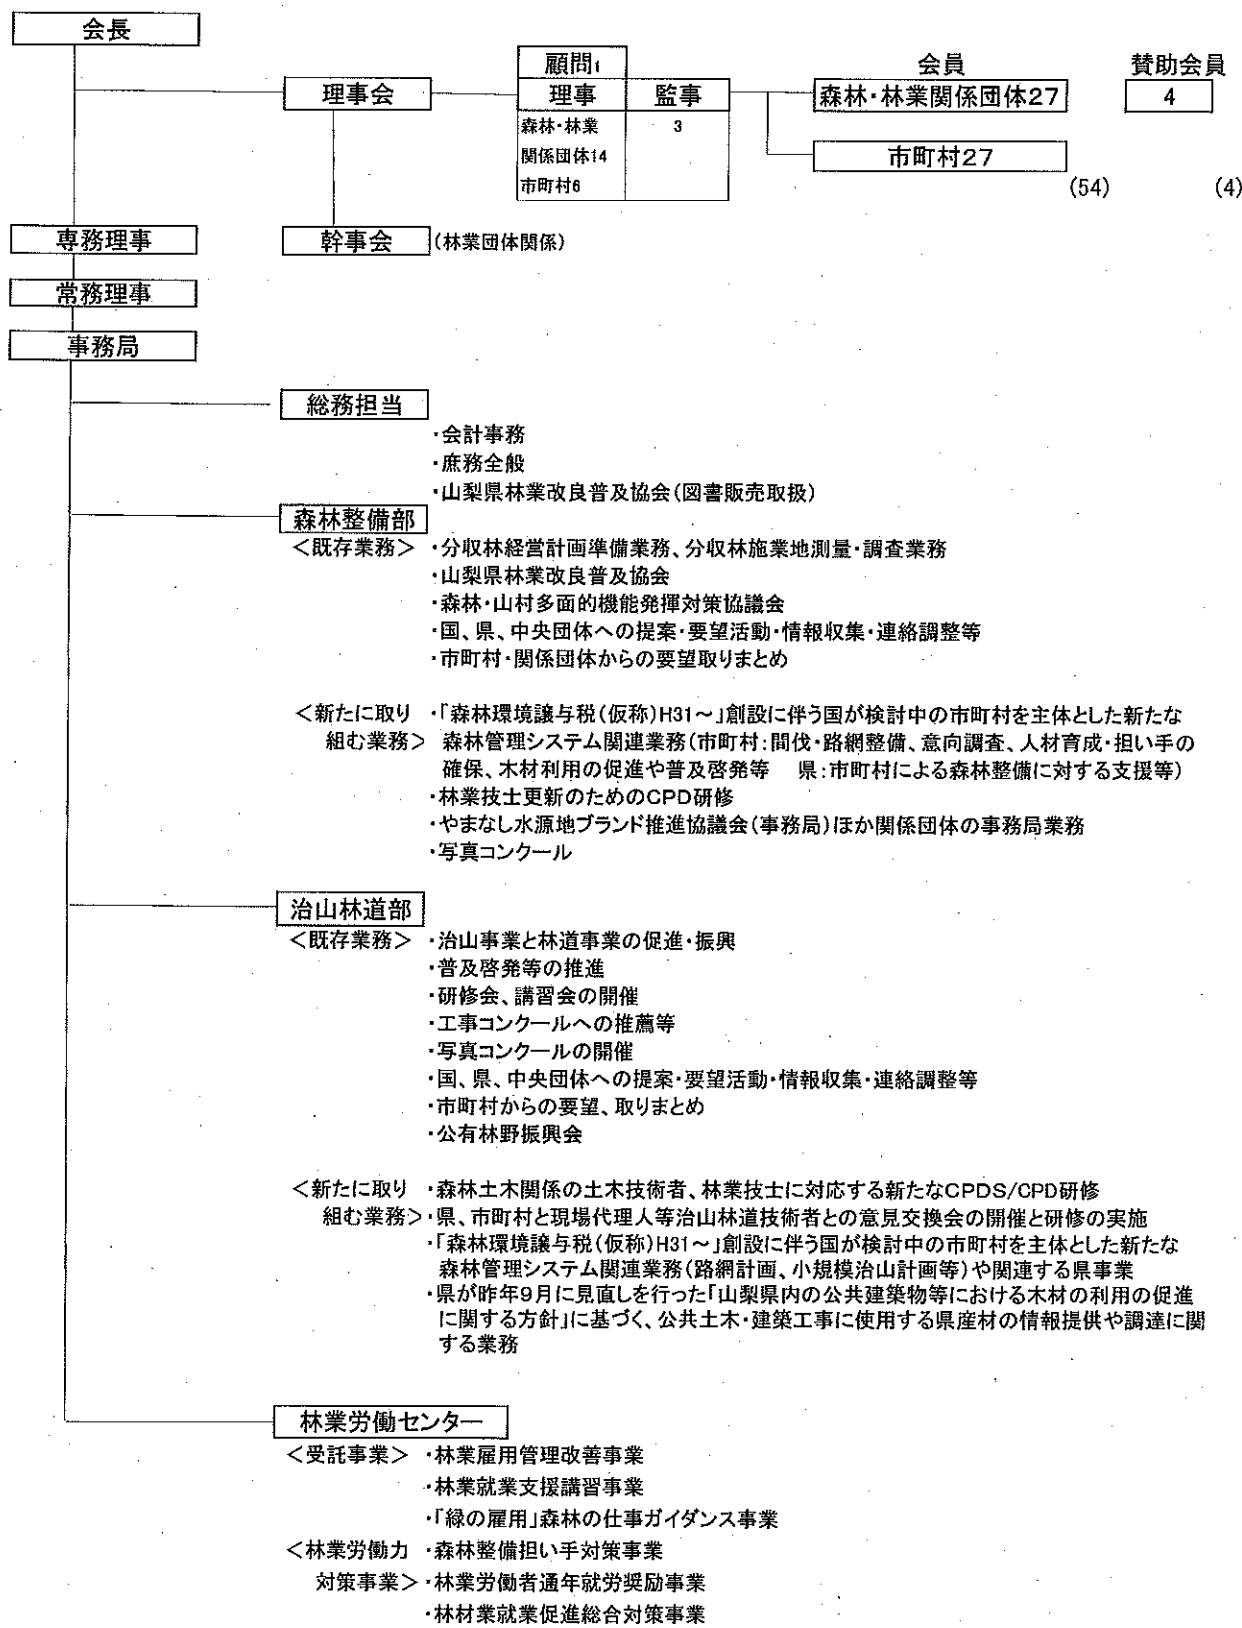 会長
顧問1
会員
賛助会員
理事会
理事
監事
森林・林業関係団体27
4
森林・林業
3
関係団体14
市町村27
市町村6
(54)
(4)
専務理事
幹事会
(林業団体関係)
常務理事
事務局
総務担当
・会計事務
・庶務全般
・山梨県林業改良普及協会(図書販売取扱)
森林整備部
＜既存業務＞ ・分収林経営計画準備業務、分収林施業地測量・調査業務
・山梨県林業改良普及協会
・森林・山村多面的機能発揮対策協議会
・国、県、中央団体への提案・要望活動・情報収集・連絡調整等
・市町村・関係団体からの要望取りまとめ
＜新たに取り ・「森林環境譲与税(仮称)H31～」創設に伴う国が検討中の市町村を主体とした新たな
組む業務＞ 森林管理システム関連業務(市町村:間伐・路網整備、意向調査、人材育成・担い手の
確保、木材利用の促進や普及啓発等 県:市町村による森林整備に対する支援等)
・林業技士更新のためのCPD研修
・やまなし水源地ブランド推進協議会(事務局)ほか関係団体の事務局業務
・写真コンクール
治山林道部
＜既存業務＞ ・治山事業と林道事業の促進・振興
・普及啓発等の推進
・研修会、講習会の開催
・工事コンクールへの推薦等
・写真コンクールの開催
・国、県、中央団体への提案・要望活動・情報収集・連絡調整等
・市町村からの要望、取りまとめ
・公有林野振興会
＜新たに取り ・森林土木関係の土木技術者、林業技士に対応する新たなCPDS/CPD研修
組む業務＞・県、市町村と現場代理人等治山林道技術者との意見交換会の開催と研修の実施
・「森林環境譲与税(仮称)H31～」創設に伴う国が検討中の市町村を主体とした新たな
森林管理システム関連業務(路網計画、小規模治山計画等)や関連する県事業
・県が昨年9月に見直しを行った「山梨県内の公共建築物等における木材の利用の促進
に関する方針」に基づく、公共土木・建築工事に使用する県産材の情報提供や調達に関
する業務
林業労働センター
＜受託事業＞ ・林業雇用管理改善事業
・林業就業支援講習事業
・「緑の雇用」森林の仕事ガイダンス事業
＜林業労働力 ・森林整備担い手対策事業
対策事業＞・林業労働者通年就労奨励事業
・林材業就業促進総合対策事業